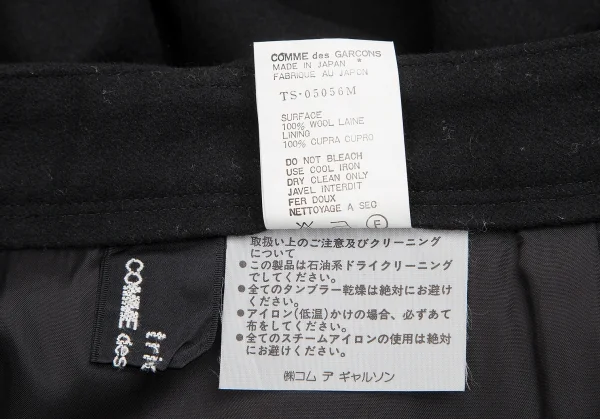 COMME des GARCONS
MADE IN JAPAN
FABRIQUE AU JAPON
TS-05056M
SURFACE
100% WOOL LAINE
LINING
100% CUPRA CUPRO
DO NOT BLEACH
USE COOL IRON
DRY CLEAN ONLY
JAVEL INTERDIT
FER DOUX
NETTOYAGE A SEC
F
取扱い上のご注意及びクリーニング
について
●この製品は石油系ドライクリーニング
でしてください。
●全てのタンブラー乾燥は絶対にお避け
ください。
●アイロン(低温)かけの場合、必ずあて
布をしてください。
●全てのスチームアイロンの使用は絶対
にお避けください。
㈱コム デ ギャルソン
COMME des
tric